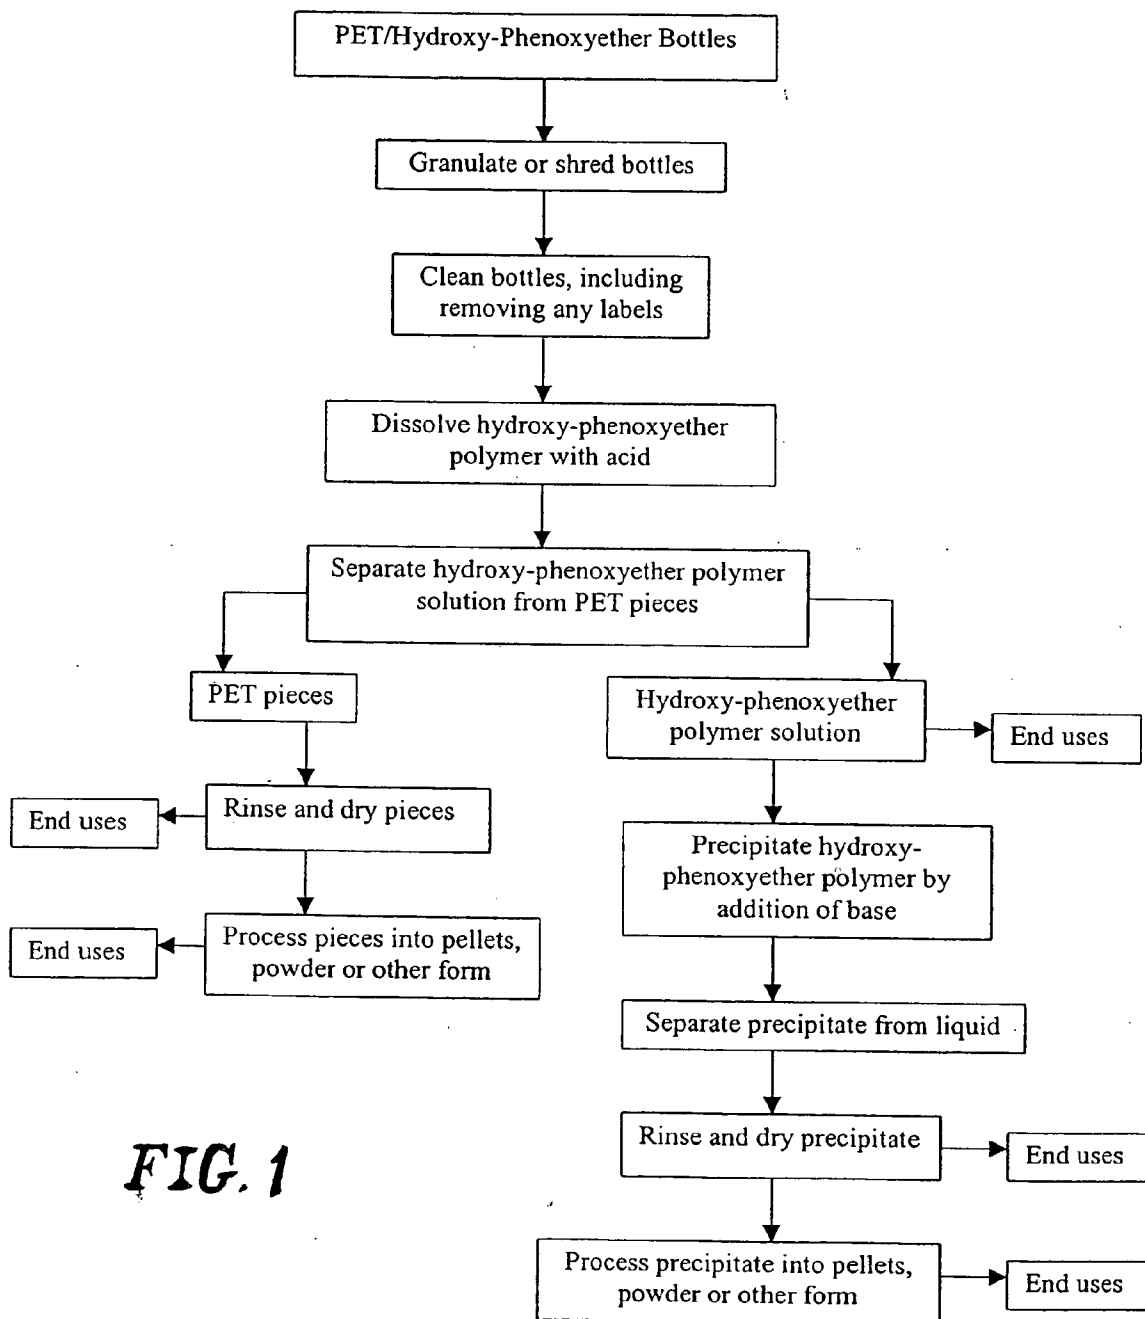 PET/Hydroxy-Phenoxyether Bottles
Granulate or shred bottles
Clean bottles, including
removing any labels
Dissolve hydroxy-phenoxyether
polymer with acid
Separate hydroxy-phenoxyether polymer
solution from PET pieces
PET pieces
Hydroxy-phenoxyether
polymer solution
End uses
Rinse and dry pieces
End uses
Precipitate hydroxy-
phenoxyether polymer by
addition of base
Process pieces into pellets,
powder or other form
End uses
Separate precipitate from liquid
Rinse and dry precipitate
End uses
Process precipitate into pellets,
powder or other form
End uses
FIG. 1